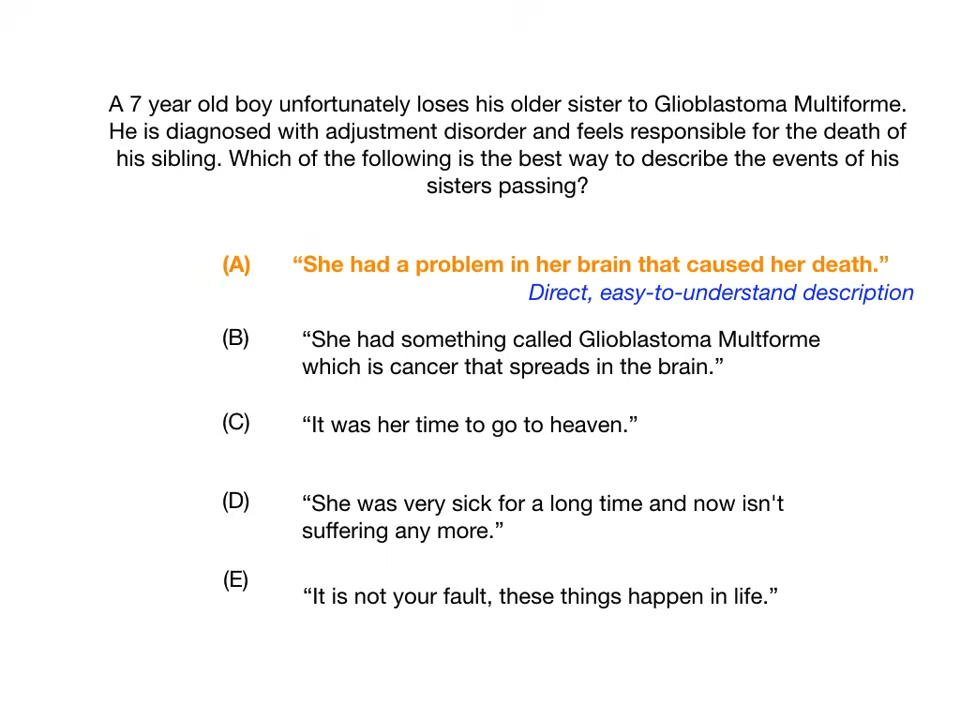 A 7 year old boy unfortunately loses his older sister to Glioblastoma Multiforme.
He is diagnosed with adjustment disorder and feels responsible for the death of
his sibling. Which of the following is the best way to describe the events of his
sisters passing?
(A) “She had a problem in her brain that caused her death.”
Direct, easy-to-understand description
(B) “She had something called Glioblastoma Multforme
which is cancer that spreads in the brain.”
(C) “It was her time to go to heaven.”
(D) “She was very sick for a long time and now isn't
suffering any more.”
(E) “It is not your fault, these things happen in life.”